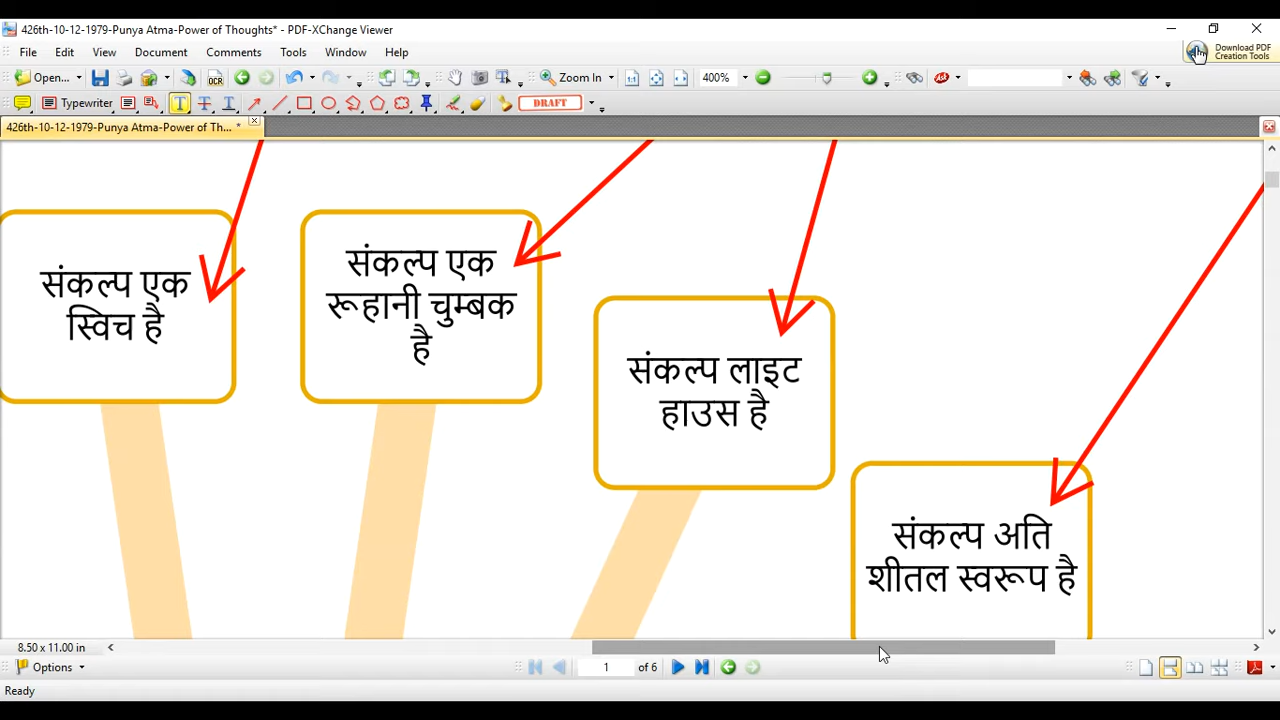 426th-10-12-1979-Punya Atma-Power of Thoughts* - PDF-XChange Viewer
File Edit View Document Comments Tools Window Help
Download PDF
Creation Tools
Open... OCR Zoom In 400%
Typewriter DRAFT
426th-10-12-1979-Punya Atma-Power of Th... *
संकल्प एक
स्विच है
संकल्प एक
रूहानी चुम्बक
है
संकल्प लाइट
हाउस है
संकल्प अति
शीतल स्वरूप है
8.50 x 11.00 in
Options 1 of 6
Ready